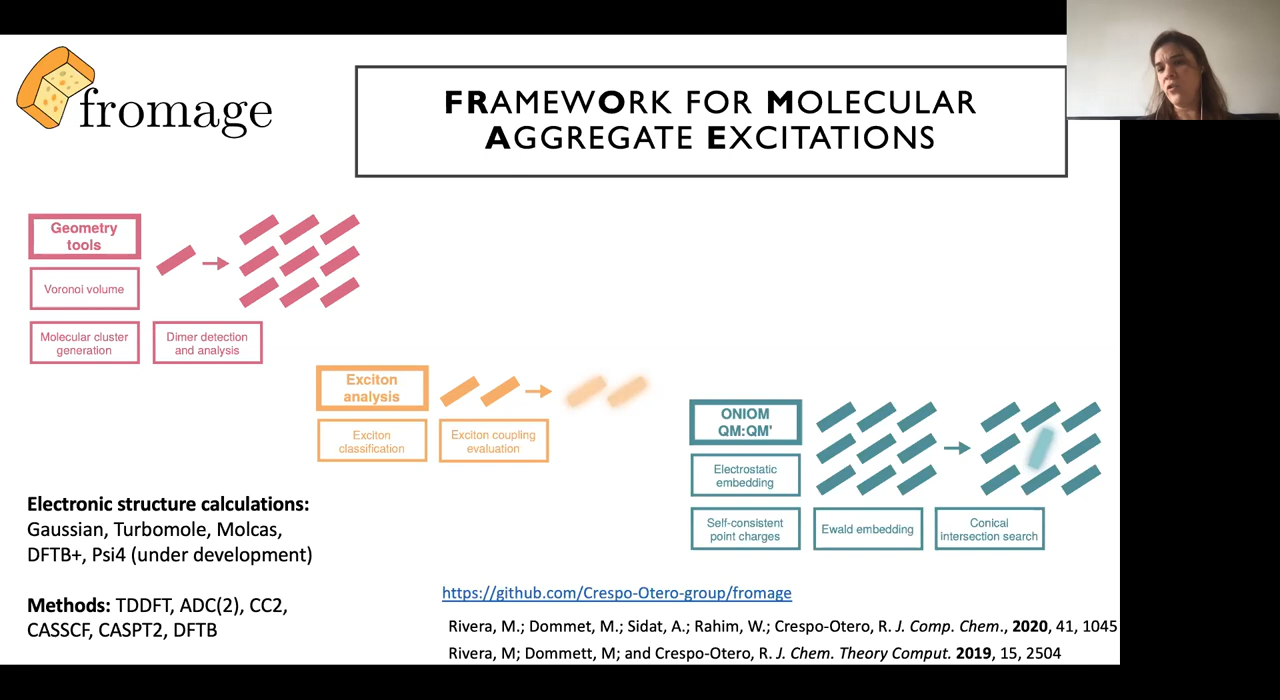 fromage
FRAMEWORK FOR MOLECULAR
AGGREGATE EXCITATIONS
Geometry
tools
Voronoi volume
Molecular cluster
generation
Dimer detection
and analysis
Exciton
analysis
Exciton
classification
Exciton coupling
evaluation
ONIOM
QM:QM'
Electrostatic
embedding
Self-consistent
point charges
Ewald embedding
Conical
intersection search
Electronic structure calculations:
Gaussian, Turbomole, Molcas,
DFTB+, Psi4 (under development)
Methods: TDDFT, ADC(2), CC2,
CASSCF, CASPT2, DFTB
https://github.com/Crespo-Otero-group/fromage
Rivera, M.; Dommet, M.; Sidat, A.; Rahim, W.; Crespo-Otero, R. J. Comp. Chem., 2020, 41, 1045
Rivera, M; Dommett, M; and Crespo-Otero, R. J. Chem. Theory Comput. 2019, 15, 2504